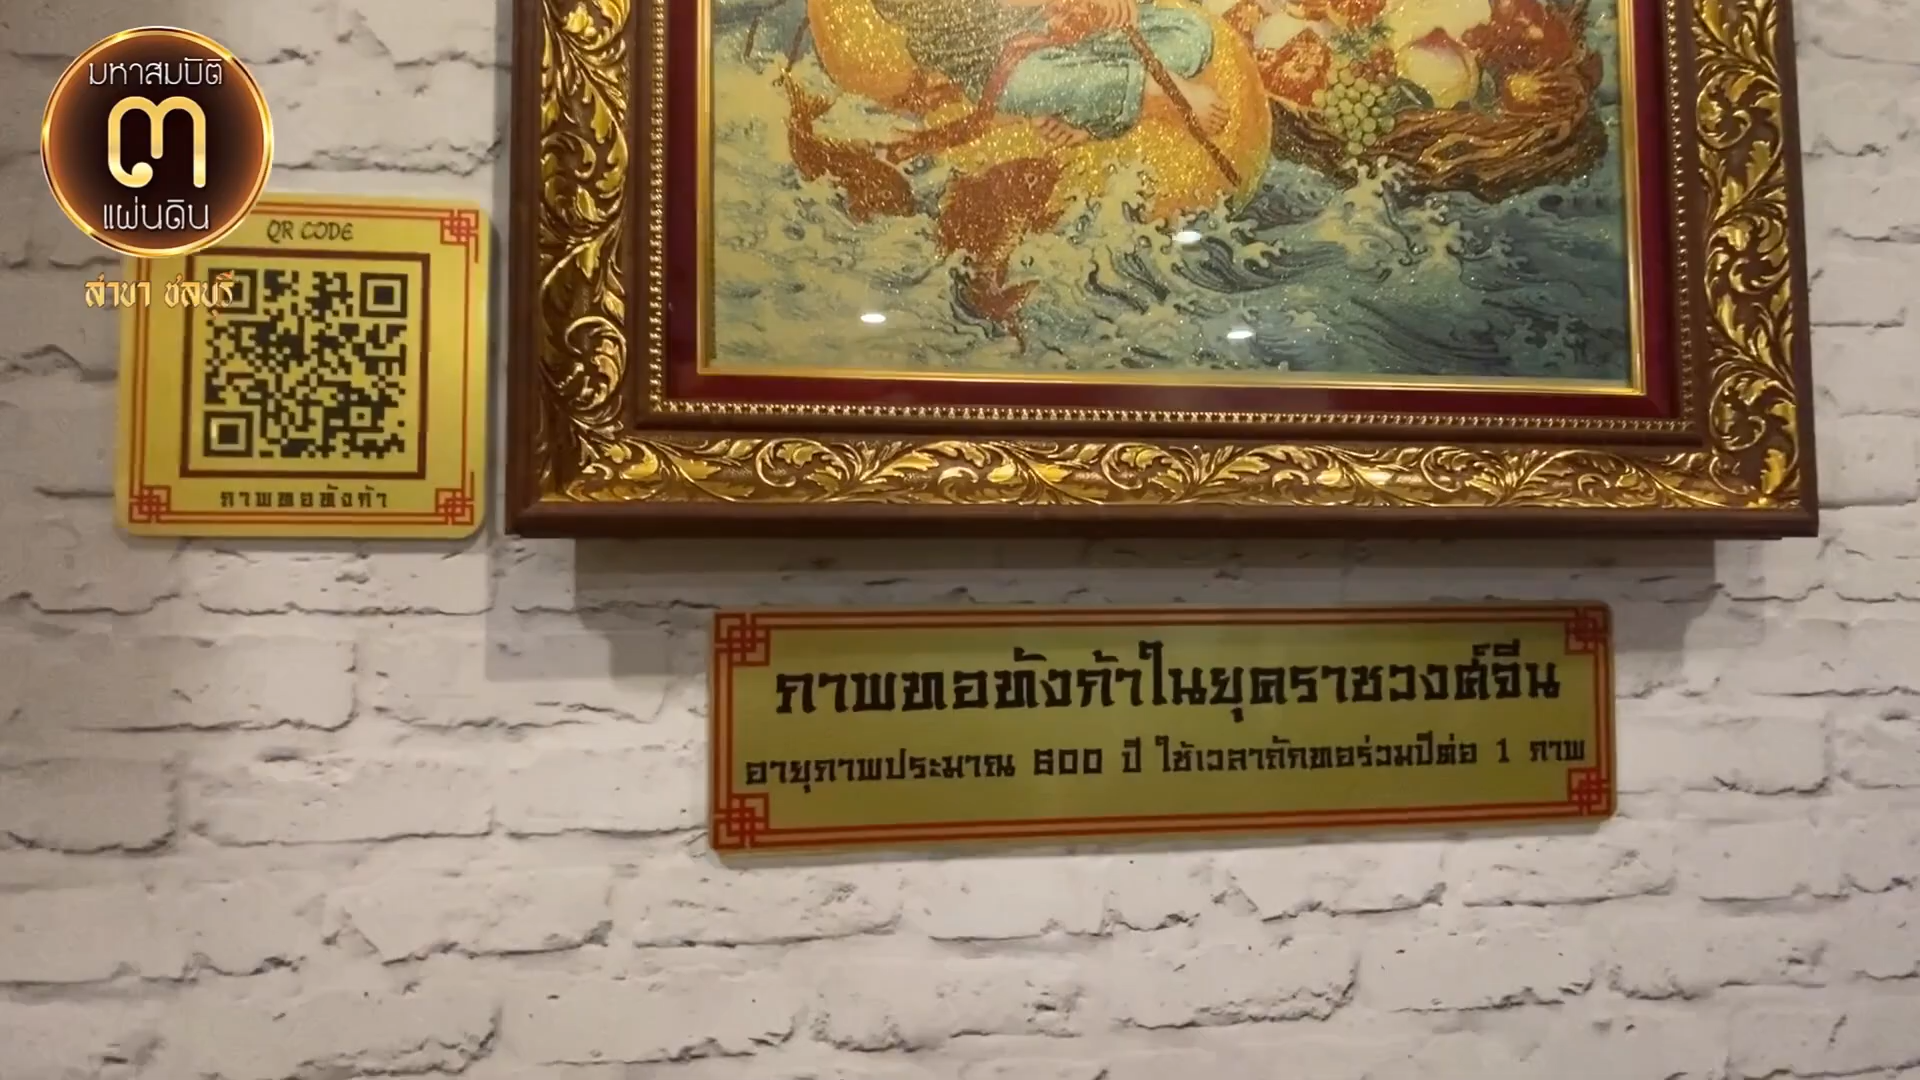 มหาสมบัติ
๓
แผ่นดิน
สาขา ชลบุรี
QR CODE
ภาพทอทังก้า
ภาพทอทังก้าในยุคราชวงศ์จีน
อายุภาพประมาณ 600 ปี ใช้เวลาถักทอร่วมปีต่อ 1 ภาพ